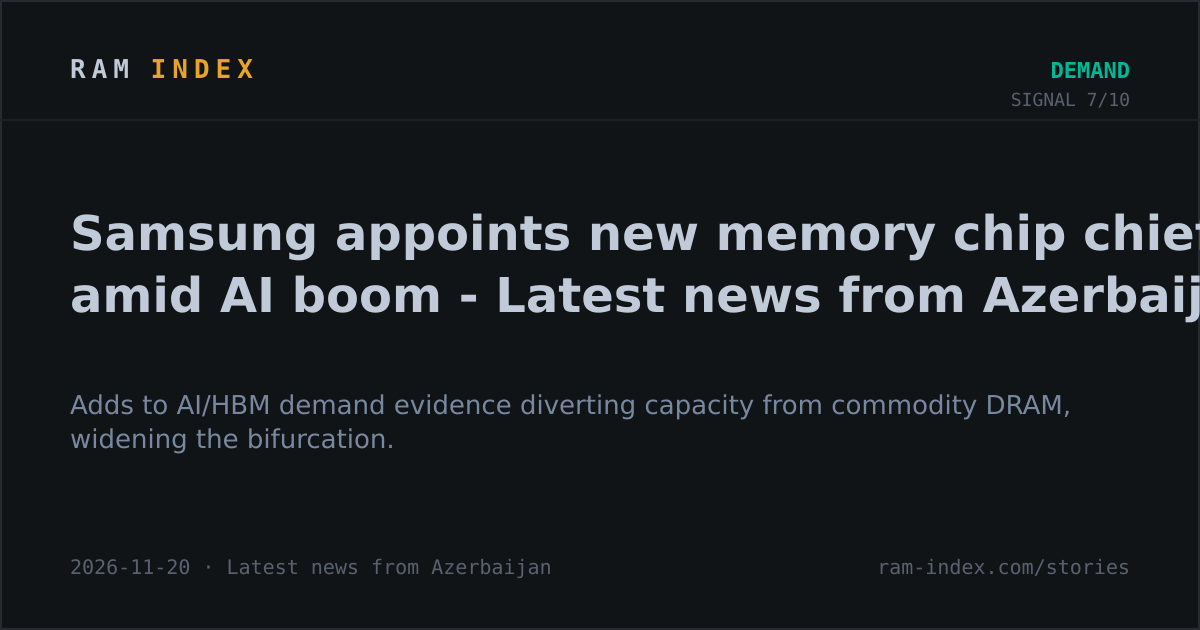 RAM INDEX
DEMAND
SIGNAL 7/10
Samsung appoints new memory chip chief
amid AI boom - Latest news from Azerbaij
Adds to AI/HBM demand evidence diverting capacity from commodity DRAM,
widening the bifurcation.
2026-11-20 · Latest news from Azerbaijan
ram-index.com/stories